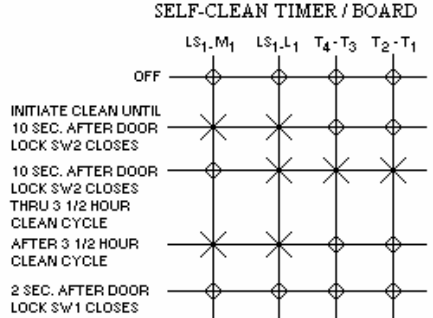 SELF-CLEAN TIMER / BOARD
LS1-M1 LS1-L1 T4-T3 T2-T1
OFF
INITIATE CLEAN UNTIL
10 SEC. AFTER DOOR
LOCK SW2 CLOSES
10 SEC. AFTER DOOR
LOCK SW2 CLOSES
THRU 3 1/2 HOUR
CLEAN CYCLE
AFTER 3 1/2 HOUR
CLEAN CYCLE
2 SEC. AFTER DOOR
LOCK SW1 CLOSES